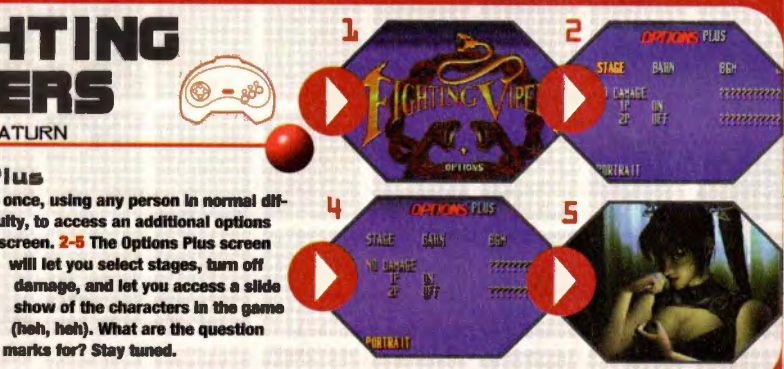 HTING
ERS
ATURN
Plus
once, using any person in normal dif-
ulty, to access an additional options
screen. 2-5 The Options Plus screen
will let you select stages, turn off
damage, and let you access a slide
show of the characters in the game
(heh, heh). What are the question
marks for? Stay tuned.
1
FIGHTING VIPE
OPTIONS
2
OPTIONS PLUS
STAGE BAHN BGM
DAMAGE ???????????
1P ON
2P OFF ???????????
PORTRAIT
4
OPTIONS PLUS
STAGE BAHN BGM
NO DAMAGE ????????
1P ON
2P OFF ????????
PORTRAIT
5